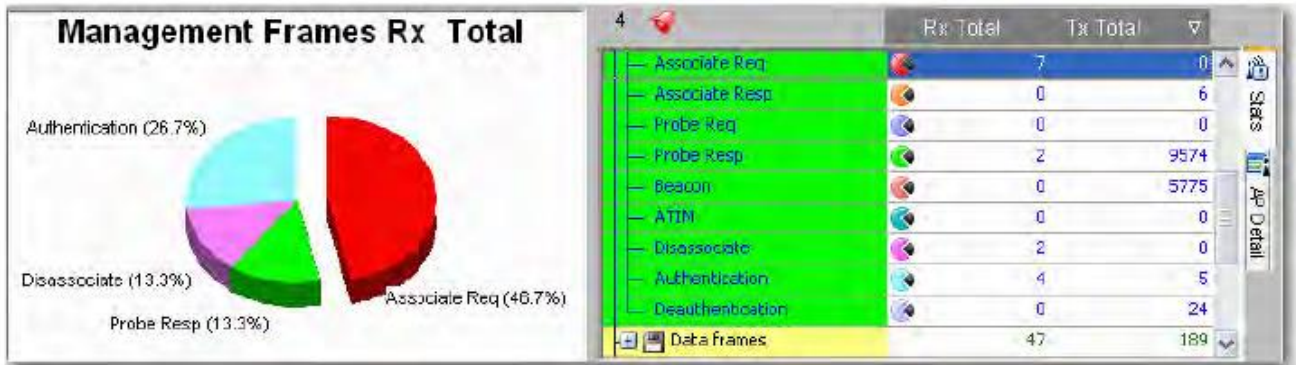 Management Frames Rx Total
Authentication (26.7%)
Disassociate (13.3%)
Probe Resp (13.3%)
Associate Req (46.7%)
4 Rx Total Tx Total
Associate Req 7 0
Associate Resp 0 6
Probe Req 0 0
Probe Resp 2 9574
Beacon 0 5775
ATIM 0 0
Disassociate 2 0
Authentication 4 5
Deauthentication 0 24
Data frames 47 189
Stats
AP Detail